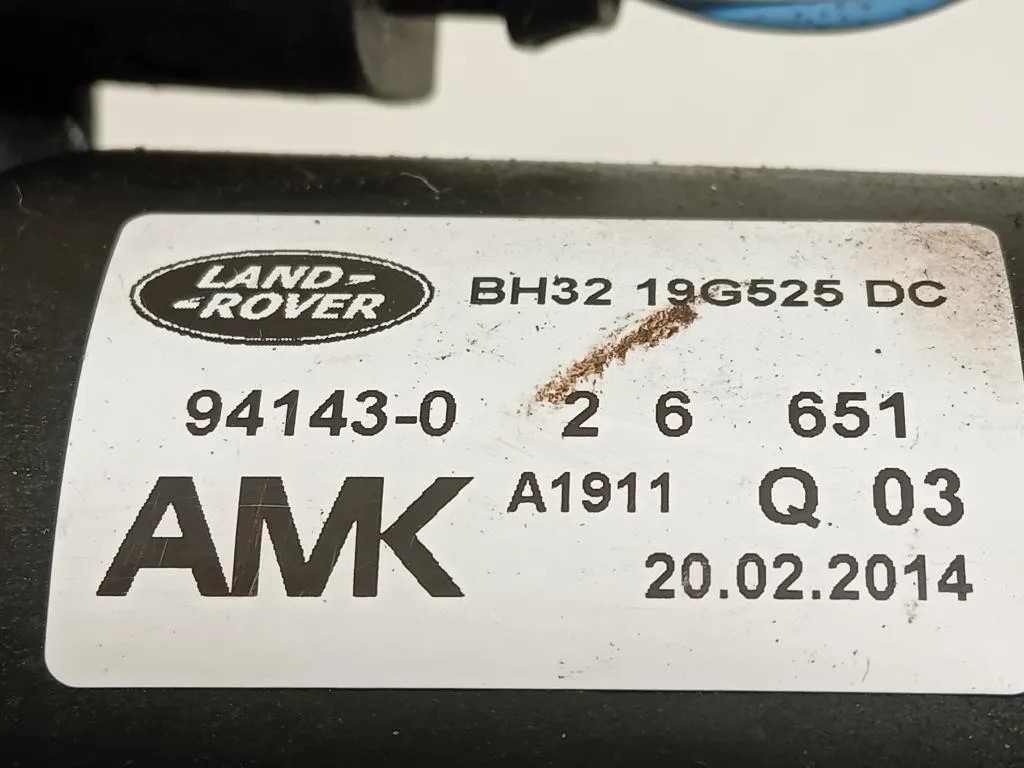 LAND-
-ROVER
BH32 19G525 DC
94143-0 2 6 651
AMK A1911 Q 03
20.02.2014